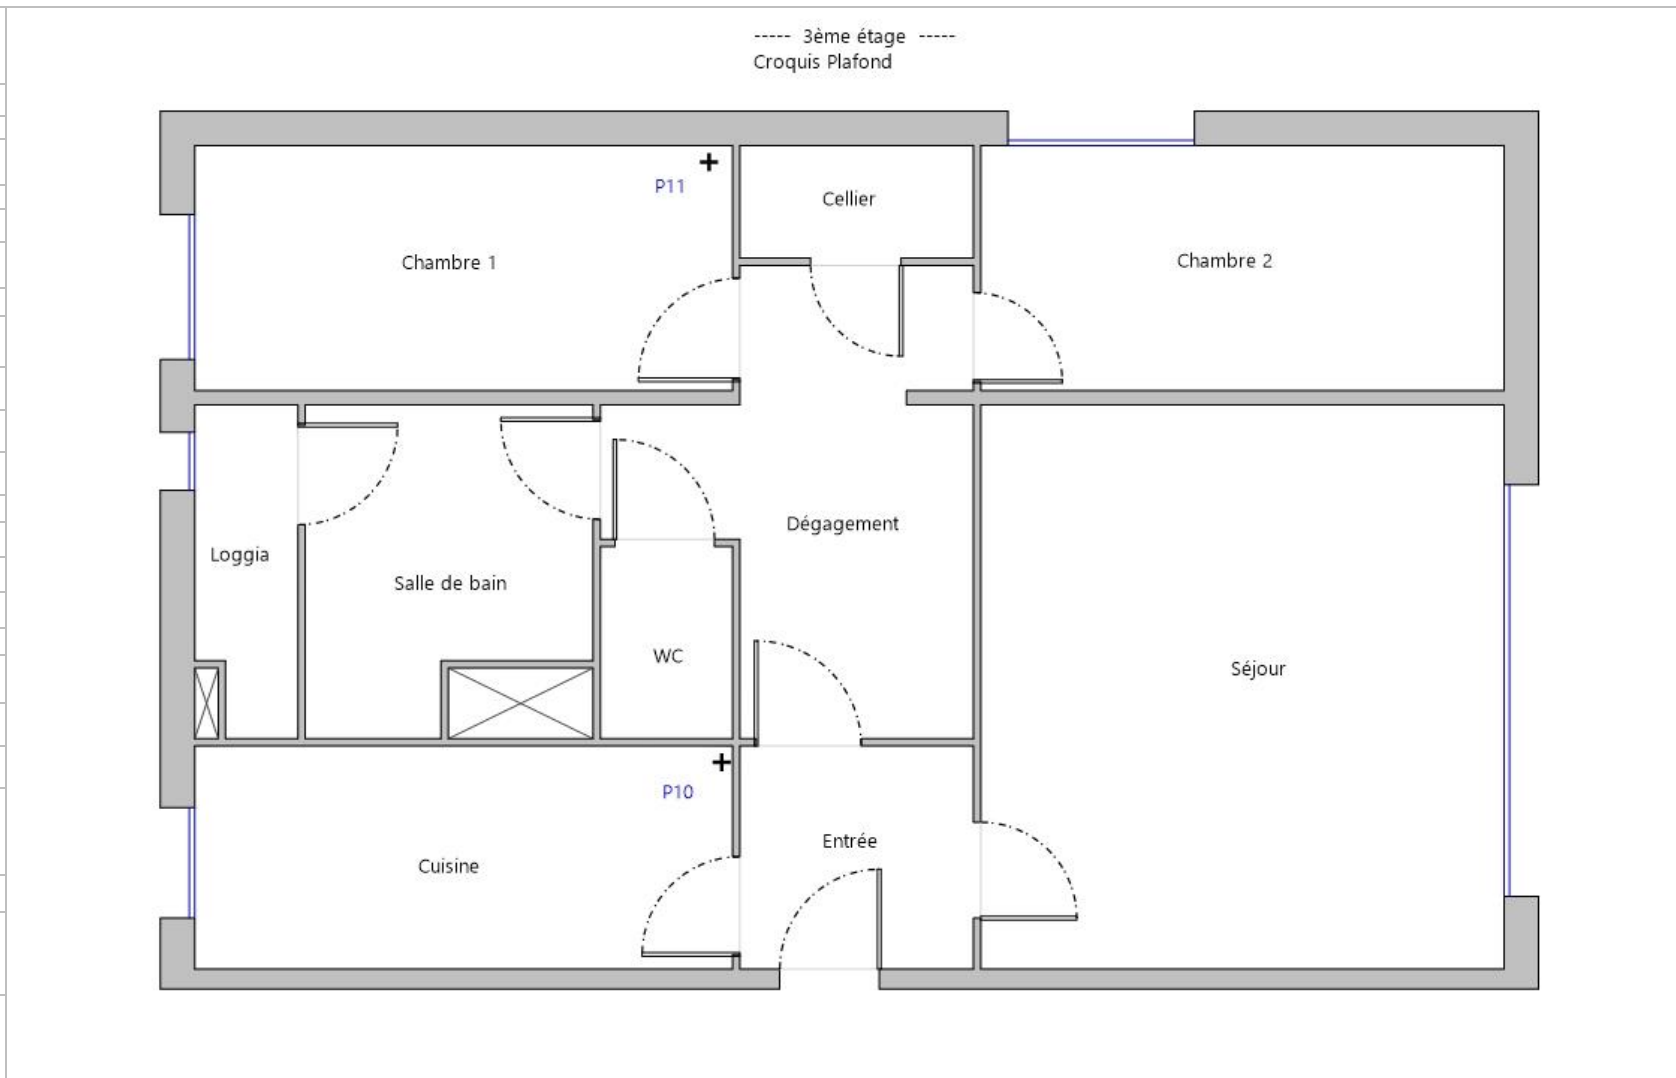 ----- 3ème étage -----
Croquis Plafond
P11
Cellier
Chambre 1
Chambre 2
Dégagement
Loggia
Salle de bain
WC
Séjour
P10
Entrée
Cuisine